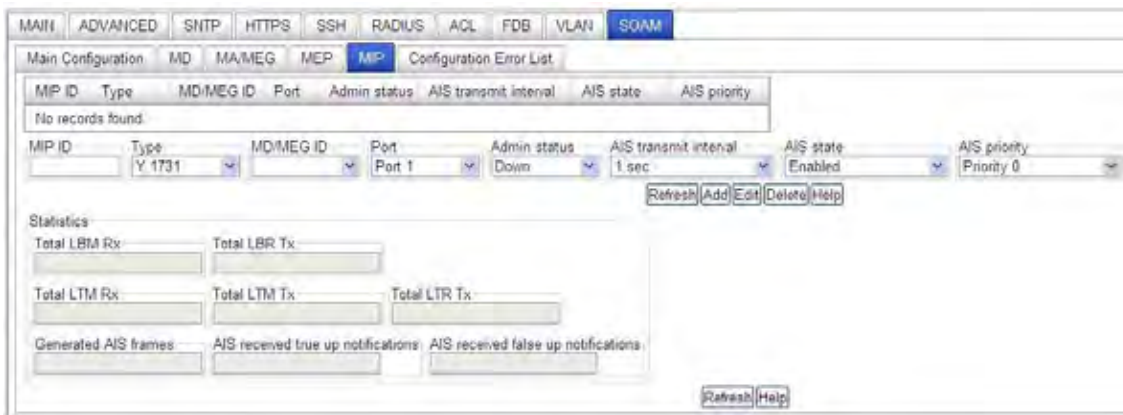 MAIN ADVANCED SNTP HTTPS SSH RADIUS ACL FDB VLAN SOAM
Main Configuration MD MA/MEG MEP MIP Configuration Error List
MIP ID Type MD/MEG ID Port Admin status AIS transmit interval AIS state AIS priority
No records found.
MIP ID Type MD/MEG ID Port Admin status AIS transmit interval AIS state AIS priority
Y.1731 Port 1 Down 1 sec Enabled Priority 0
Refresh Add Edit Delete Help
Statistics
Total LBM Rx Total LBR Tx
Total LTM Rx Total LTM Tx Total LTR Tx
Generated AIS frames AIS received true up notifications AIS received false up notifications
Refresh Help